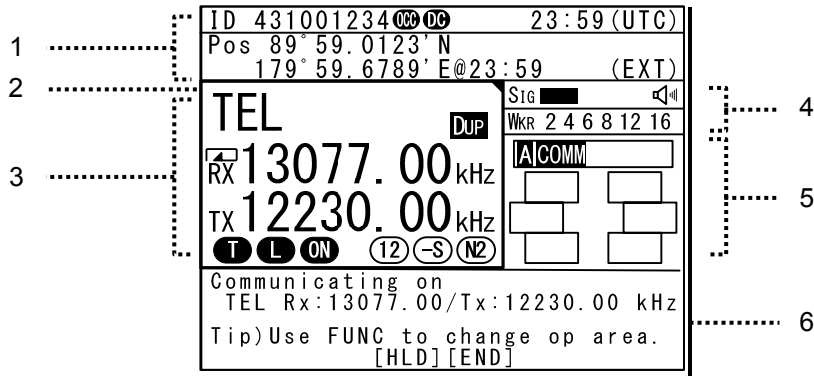 ID 431001234 OCC DC 23:59(UTC)
Pos 89°59.0123'N
179°59.6789'E@23:59 (EXT)
TEL DUP
RX 13077.00 kHz
TX 12230.00 kHz
T L ON 12 -S N2
SIG
WKR 2 4 6 8 12 16
A COMM
Communicating on
TEL Rx:13077.00/Tx:12230.00 kHz
Tip)Use FUNC to change op area.
[HLD][END]
1
2
3
4
5
6